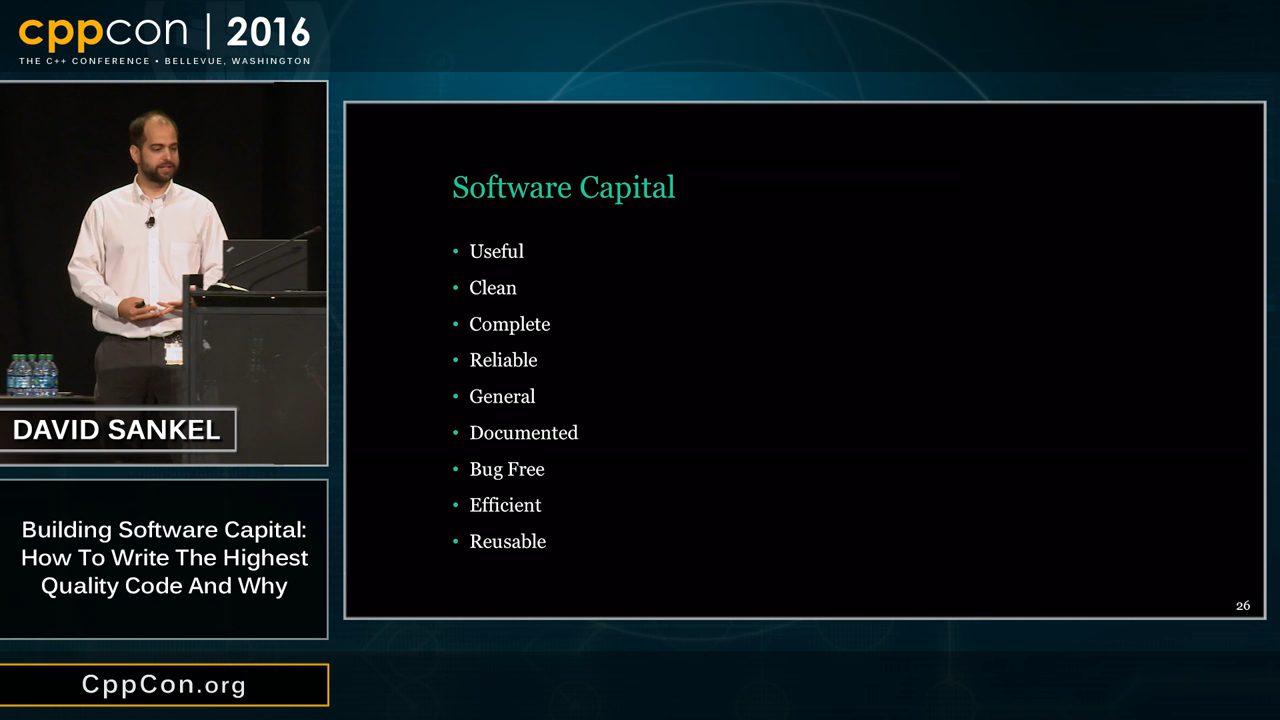 cppcon | 2016
THE C++ CONFERENCE • BELLEVUE, WASHINGTON
DAVID SANKEL
Building Software Capital:
How To Write The Highest
Quality Code And Why
CppCon.org
Software Capital
• Useful
• Clean
• Complete
• Reliable
• General
• Documented
• Bug Free
• Efficient
• Reusable
26